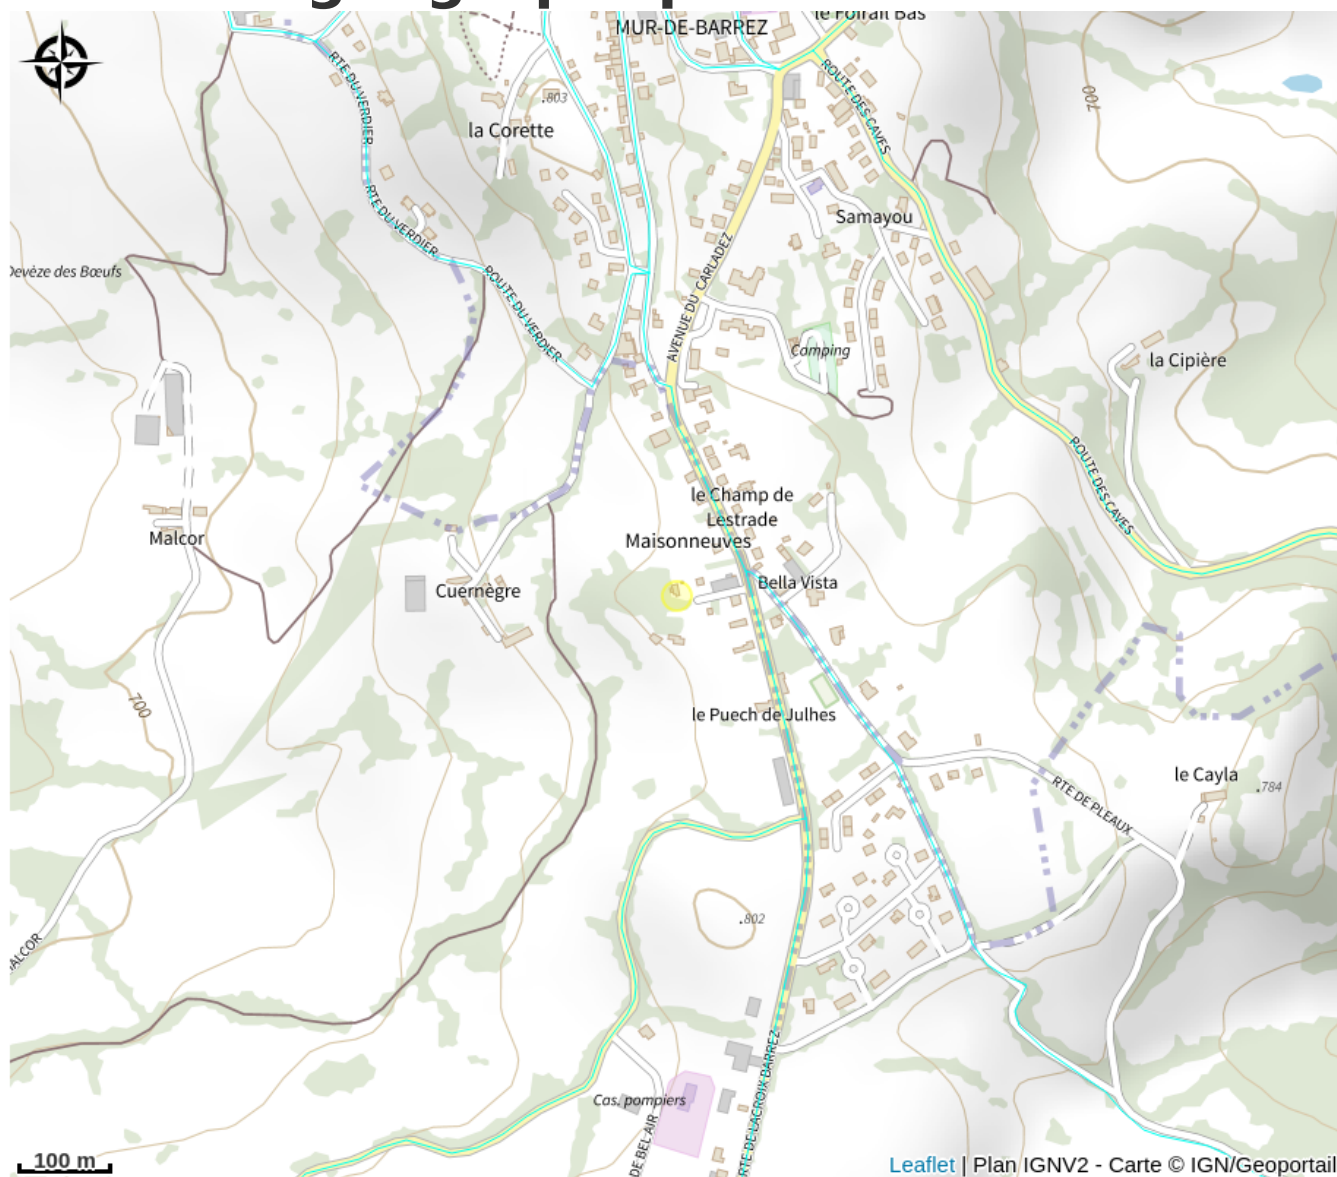 MUR-DE-BARREZ
le Foirail Bas
RTE DU VERDIER
.803
ROUTE DES CAVES
700
la Corette
RTE DU VERDIER
Samayou
Devèze des Bœufs
AVENUE DU CARLADEZ
ROUTE DU VERDIER
Camping
la Cipière
ROUTE DES CAVES
le Champ de
Lestrade
Malcor
Maisonneuves
Bella Vista
Cuernègre
700
le Puech de Julhes
le Cayla
.784
RTE DE PLEAUX
.802
MALCOR
RTE DE LACROIX BARREZ
Cas. pompiers
DE BEL AIR
100 m
Leaflet | Plan IGNV2 - Carte © IGN/Geoportail